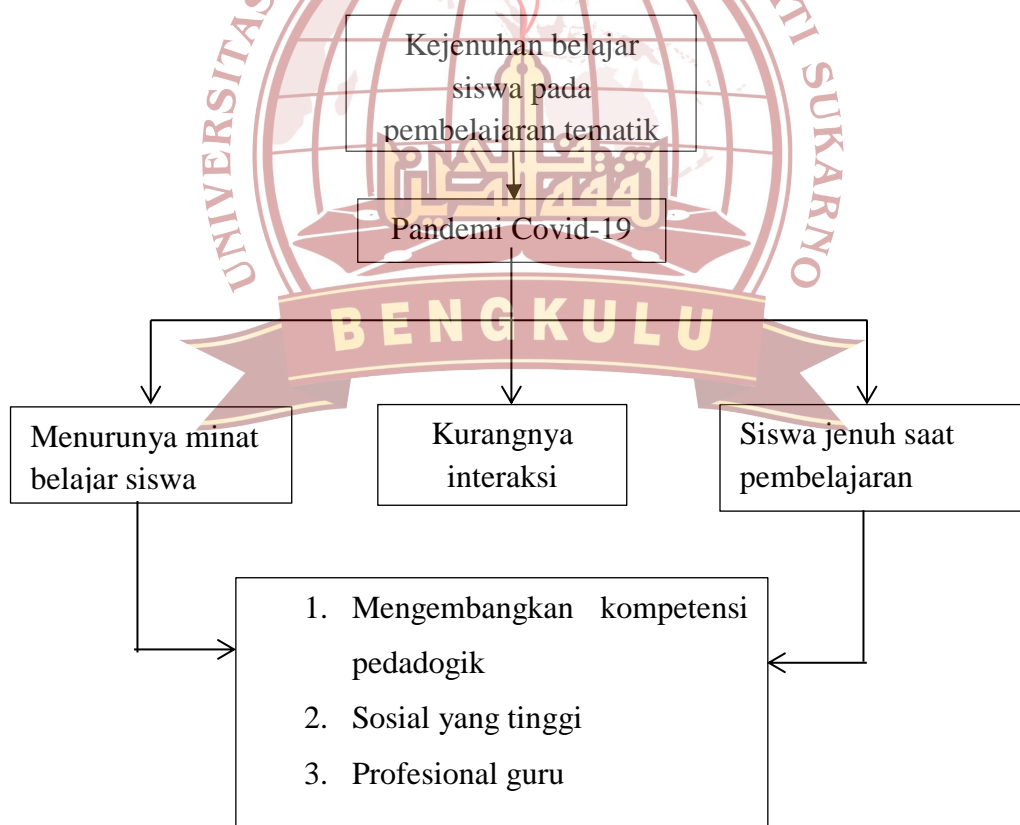 Kejenuhan belajar
siswa pada
pembelajaran tematik
Pandemi Covid-19
UNIVERSITAS
ATI SUKARNO
BENGKULU
Menurunya minat
belajar siswa
Kurangnya
interaksi
Siswa jenuh saat
pembelajaran
1. Mengembangkan kompetensi
pedadogik
2. Sosial yang tinggi
3. Profesional guru